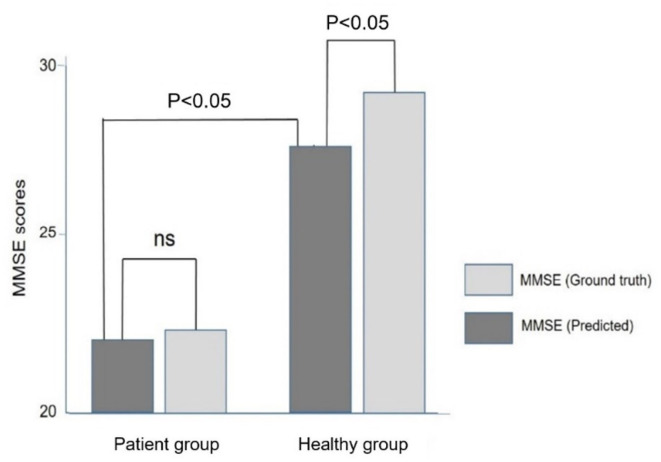 P<0.05
30
P<0.05
MMSE scores
25
ns
MMSE (Ground truth)
MMSE (Predicted)
20
Patient group
Healthy group